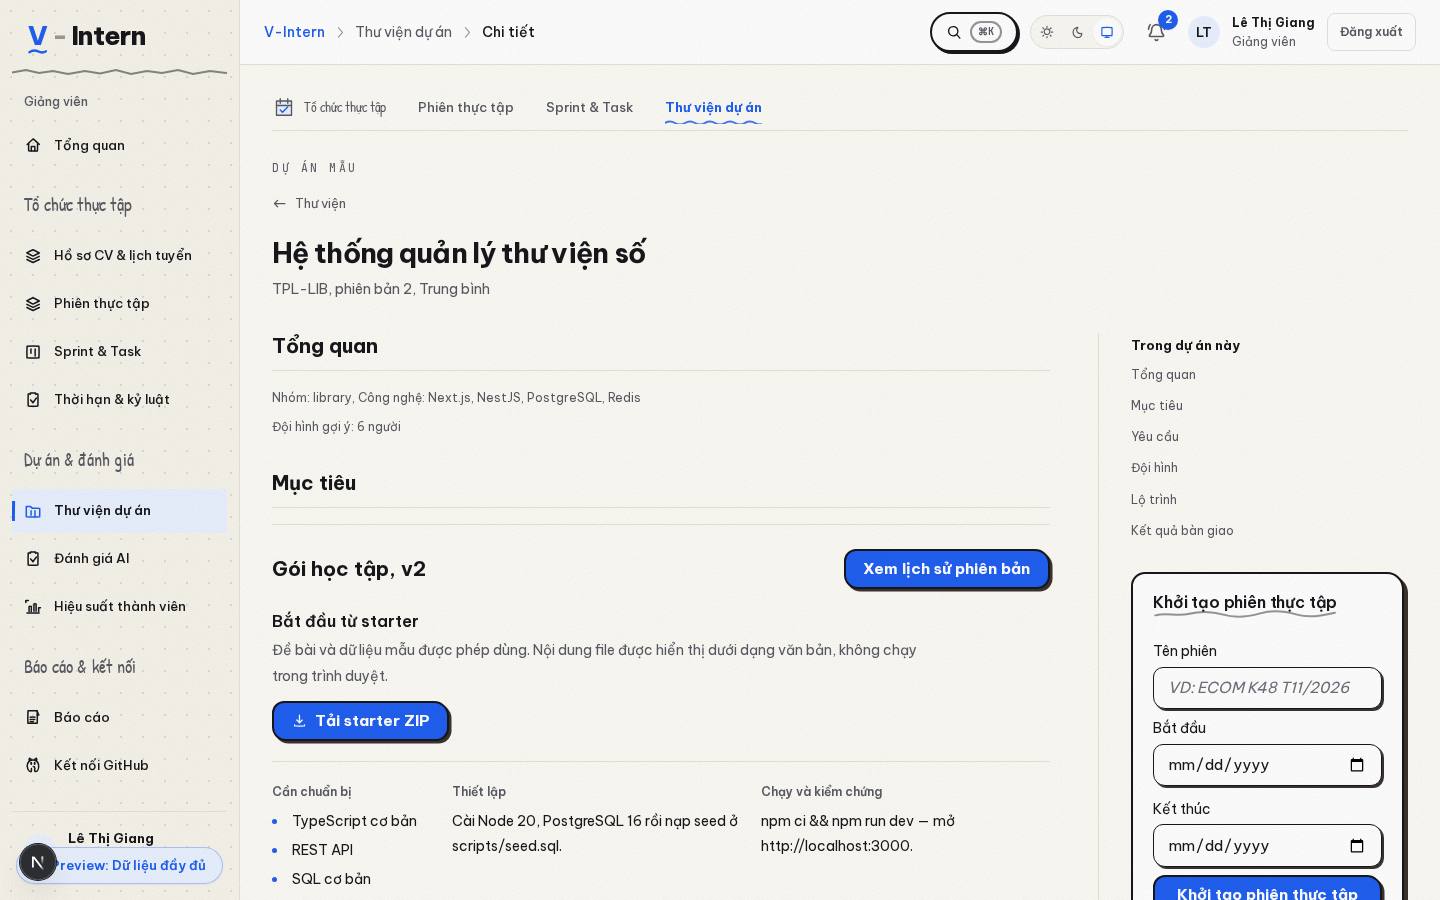 V - Intern
Giảng viên
Tổng quan
Tổ chức thực tập
Hồ sơ CV & lịch tuyển
Phiên thực tập
Sprint & Task
Thời hạn & kỷ luật
Dự án & đánh giá
Thư viện dự án
Đánh giá AI
Hiệu suất thành viên
Báo cáo & kết nối
Báo cáo
Kết nối GitHub
Lê Thị Giang
N
Preview: Dữ liệu đầy đủ
V-Intern
Thư viện dự án
Chi tiết
⌘K
2
LT
Lê Thị Giang
Giảng viên
Đăng xuất
Tổ chức thực tập
Phiên thực tập
Sprint & Task
Thư viện dự án
DỰ ÁN MẪU
← Thư viện
Hệ thống quản lý thư viện số
TPL-LIB, phiên bản 2, Trung bình
Tổng quan
Nhóm: library, Công nghệ: Next.js, NestJS, PostgreSQL, Redis
Đội hình gợi ý: 6 người
Mục tiêu
Gói học tập, v2
Xem lịch sử phiên bản
Bắt đầu từ starter
Đề bài và dữ liệu mẫu được phép dùng. Nội dung file được hiển thị dưới dạng văn bản, không chạy
trong trình duyệt.
Tải starter ZIP
Cần chuẩn bị
TypeScript cơ bản
REST API
SQL cơ bản
Thiết lập
Cài Node 20, PostgreSQL 16 rồi nạp seed ở
scripts/seed.sql.
Chạy và kiểm chứng
npm ci && npm run dev — mở
http://localhost:3000.
Trong dự án này
Tổng quan
Mục tiêu
Yêu cầu
Đội hình
Lộ trình
Kết quả bàn giao
Khởi tạo phiên thực tập
Tên phiên
VD: ECOM K48 T11/2026
Bắt đầu
mm/dd/yyyy
Kết thúc
mm/dd/yyyy
Khởi tạo phiên thực tập